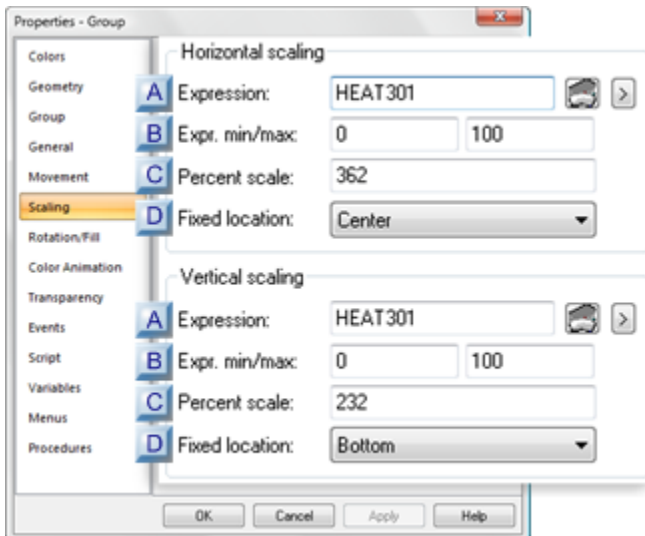 Properties - Group
Colors
Geometry
Group
General
Movement
Scaling
Rotation/Fill
Color Animation
Transparency
Events
Script
Variables
Menus
Procedures
Horizontal scaling
A Expression: HEAT301 >
B Expr. min/max: 0 100
C Percent scale: 362
D Fixed location: Center
Vertical scaling
A Expression: HEAT301 >
B Expr. min/max: 0 100
C Percent scale: 232
D Fixed location: Bottom
OK Cancel Apply Help